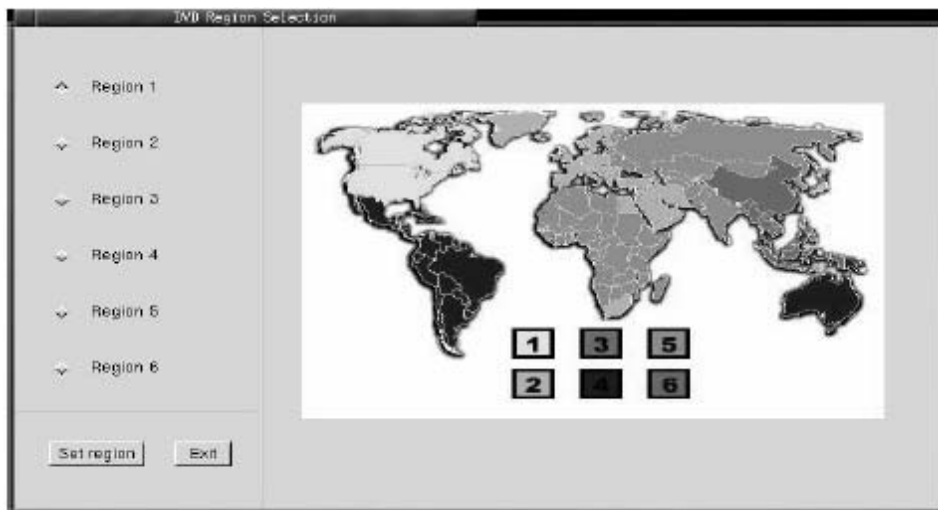 DVD Region Selection
Region 1
Region 2
Region 3
Region 4
Region 5
Region 6
Set region Exit
1 3 5
2 4 6